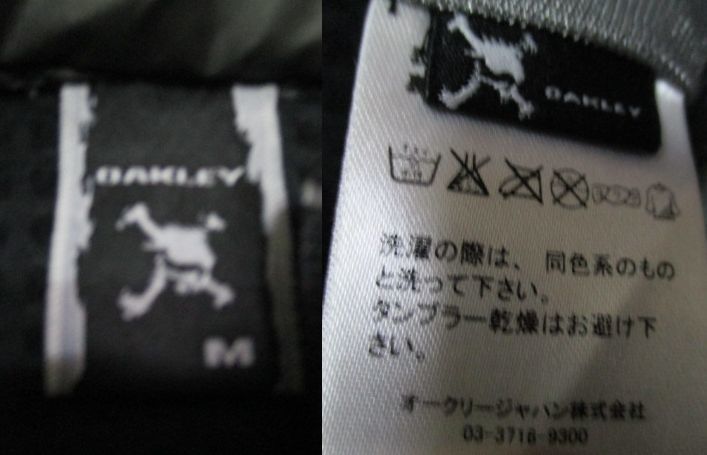 OAKLEY
M
OAKLEY
洗濯の際は、同色系のもの
と洗って下さい。
タンブラー乾燥はお避け下
さい。
オークリージャパン株式会社
03-3716-9300